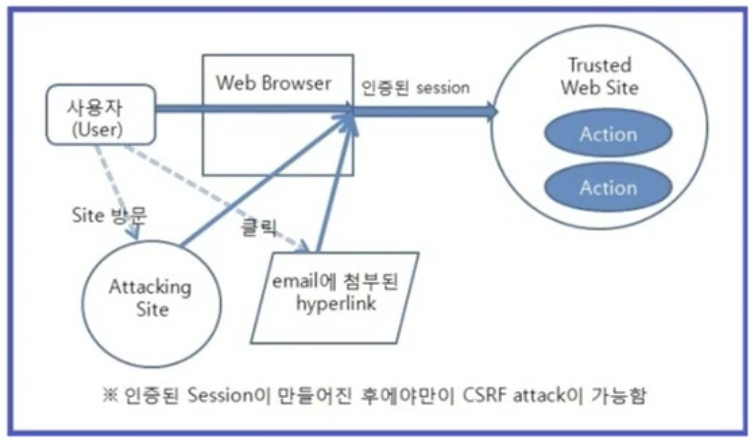 사용자
(User)
Web Browser
인증된 session
Trusted
Web Site
Action
Action
Site 방문
클릭
Attacking
Site
email에 첨부된
hyperlink
※ 인증된 Session이 만들어진 후에야만이 CSRF attack이 가능함